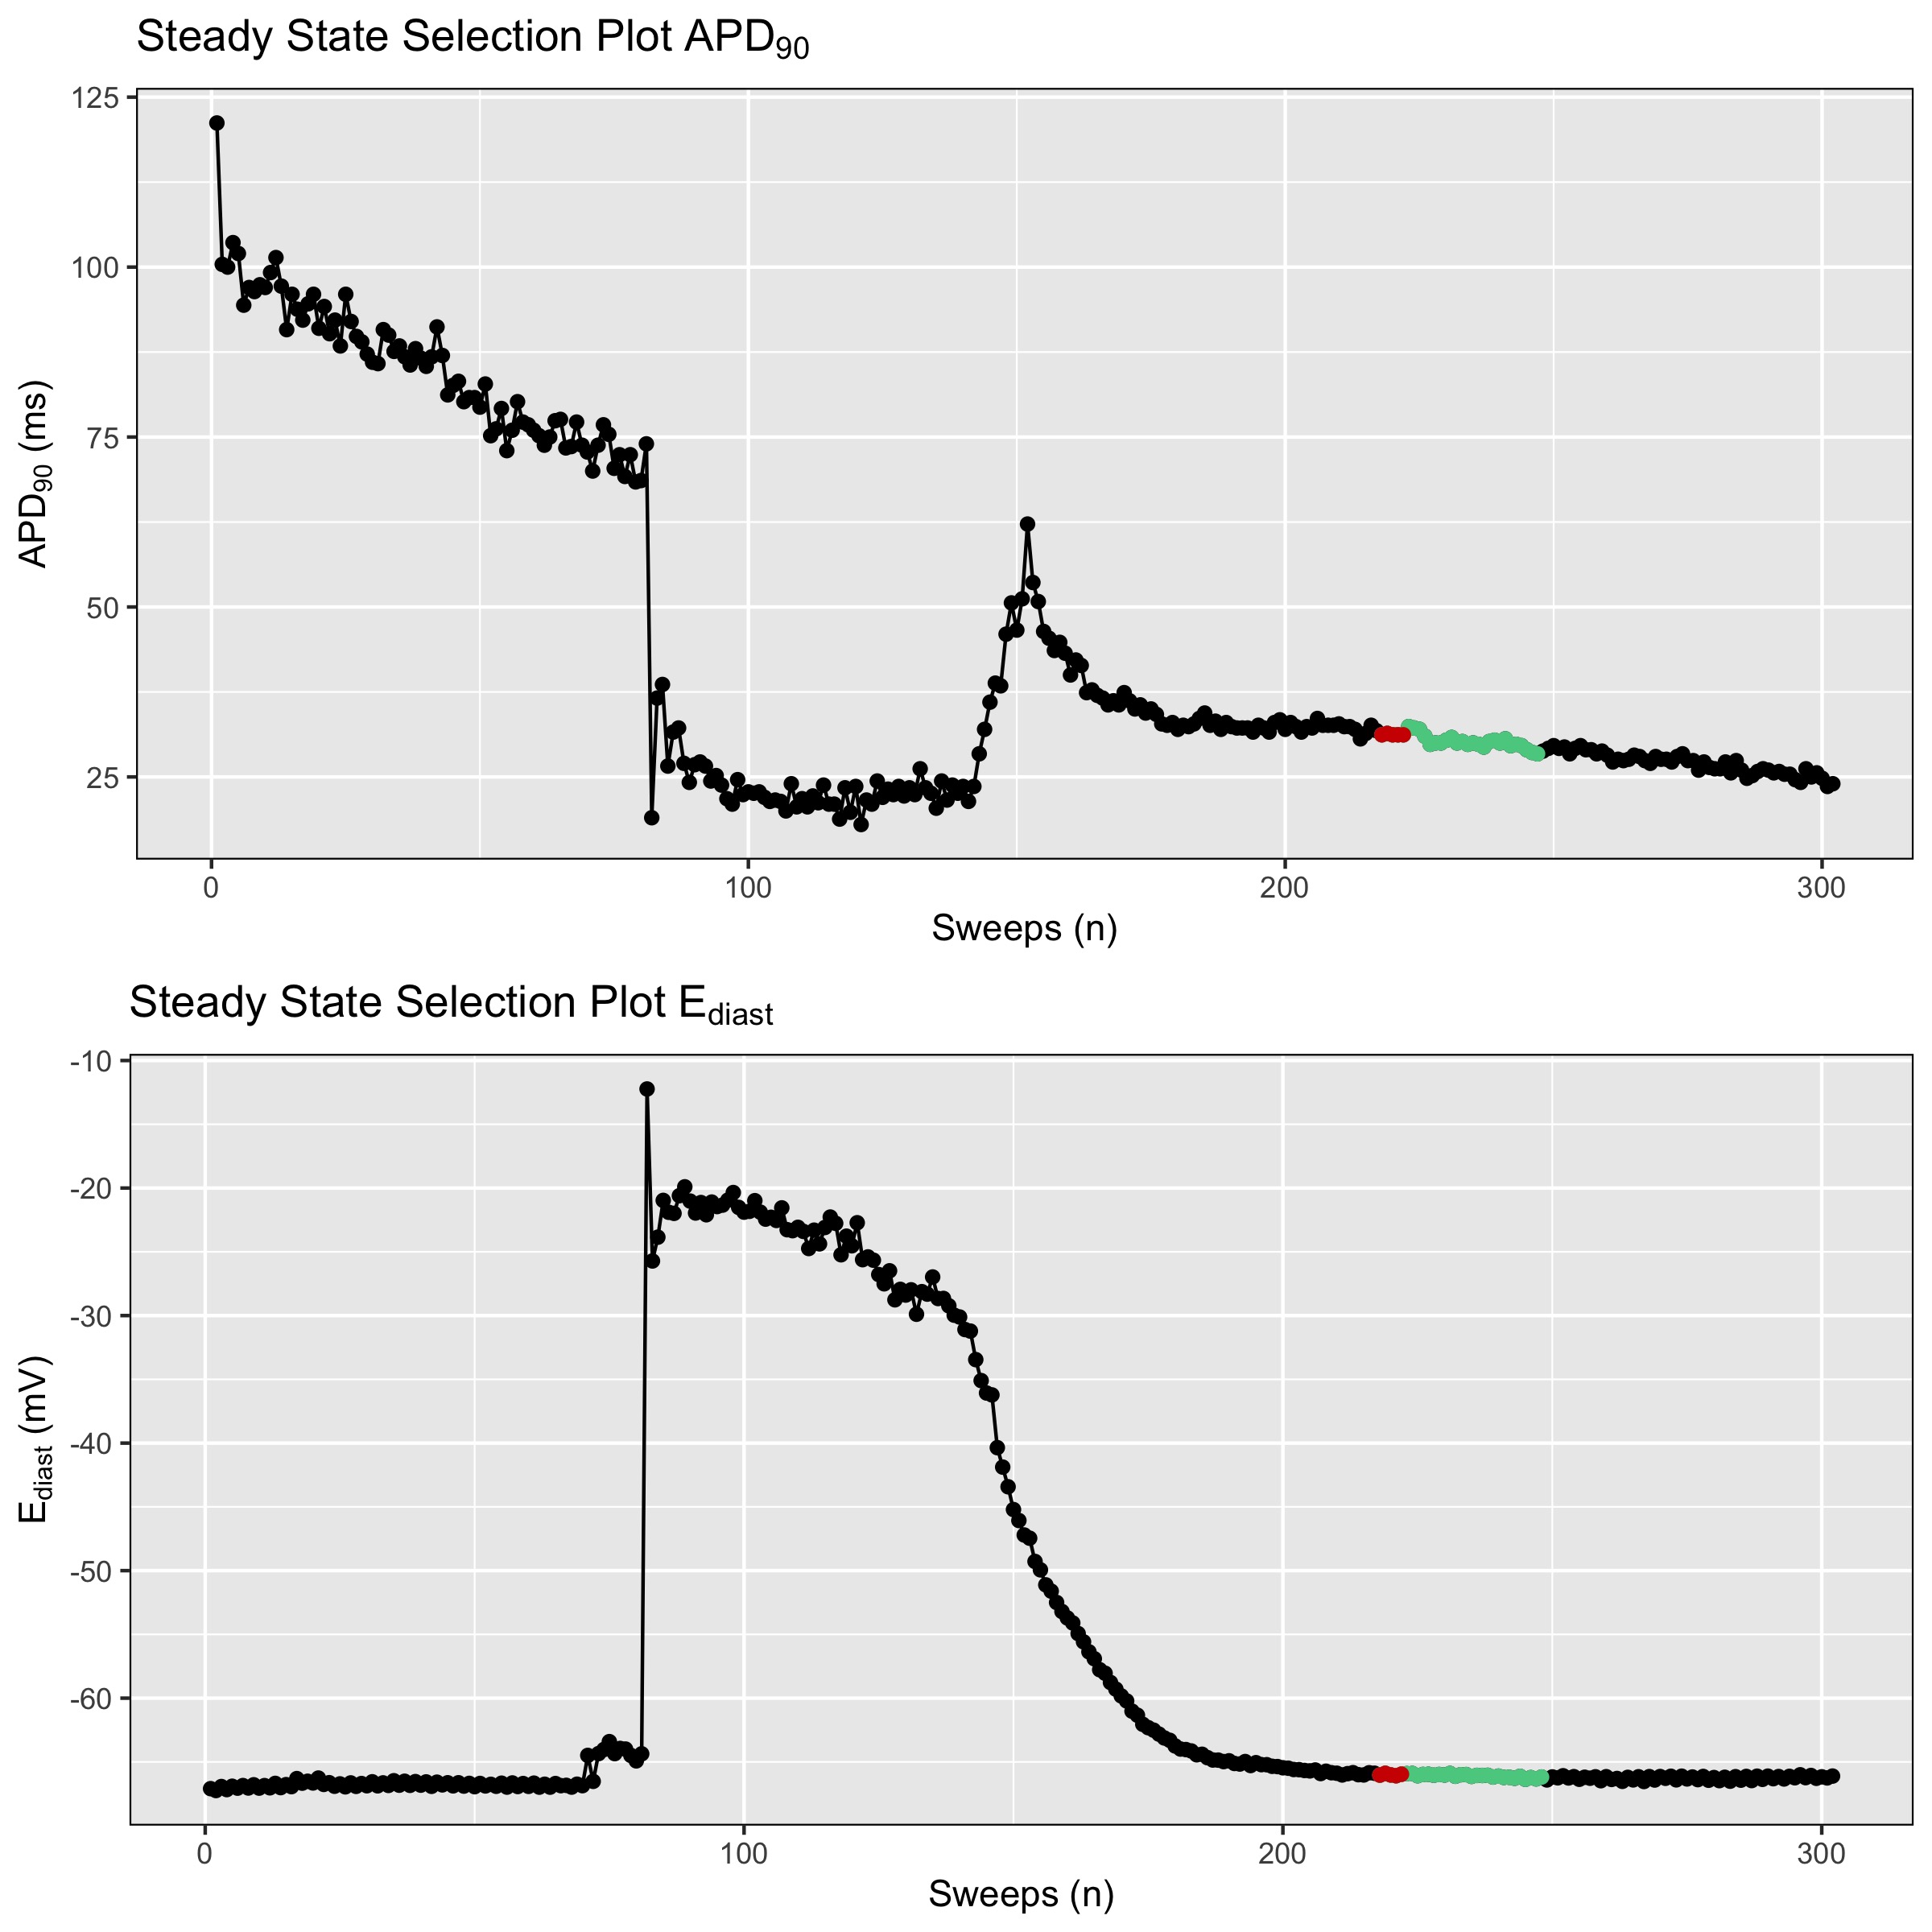 Steady State Selection Plot APD90
125
100
75
50
25
APD90 (ms)
0 100 200 300
Sweeps (n)
Steady State Selection Plot Ediast
-10
-20
-30
-40
-50
-60
Ediast (mV)
0 100 200 300
Sweeps (n)